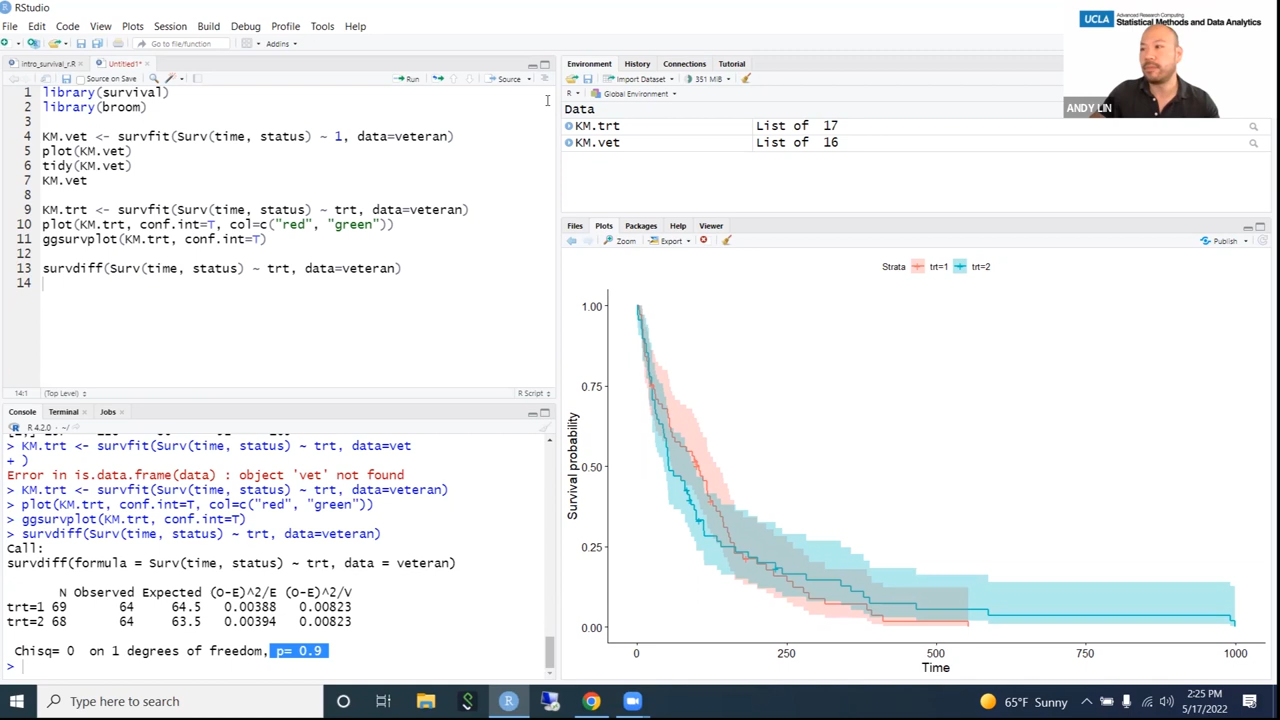 RStudio
File Edit Code View Plots Session Build Debug Profile Tools Help
Go to file/function Addins
UCLA Advanced Research Computing
Statistical Methods and Data Analytics
ANDY LIN
intro_survival_r.R × Untitled1* ×
Source on Save Run Source
1 library(survival)
2 library(broom)
3
4 KM.vet <- survfit(Surv(time, status) ~ 1, data=veteran)
5 plot(KM.vet)
6 tidy(KM.vet)
7 KM.vet
8
9 KM.trt <- survfit(Surv(time, status) ~ trt, data=veteran)
10 plot(KM.trt, conf.int=T, col=c("red", "green"))
11 ggsurvplot(KM.trt, conf.int=T)
12
13 survdiff(Surv(time, status) ~ trt, data=veteran)
14
14:1 (Top Level) R Script
Console Terminal × Jobs ×
R 4.2.0 · ~/
> KM.trt <- survfit(Surv(time, status) ~ trt, data=vet
+ )
Error in is.data.frame(data) : object 'vet' not found
> KM.trt <- survfit(Surv(time, status) ~ trt, data=veteran)
> plot(KM.trt, conf.int=T, col=c("red", "green"))
> ggsurvplot(KM.trt, conf.int=T)
> survdiff(Surv(time, status) ~ trt, data=veteran)
Call:
survdiff(formula = Surv(time, status) ~ trt, data = veteran)
N Observed Expected (O-E)^2/E (O-E)^2/V
trt=1 69 64 64.5 0.00388 0.00823
trt=2 68 64 63.5 0.00394 0.00823
Chisq= 0 on 1 degrees of freedom, p= 0.9
>
Environment History Connections Tutorial
Import Dataset 351 MiB
R Global Environment
Data
KM.trt List of 17
KM.vet List of 16
Files Plots Packages Help Viewer
Zoom Export Publish
Strata trt=1 trt=2
Survival probability
1.00
0.75
0.50
0.25
0.00
0 250 500 750 1000
Time
Type here to search
65°F Sunny
2:25 PM
5/17/2022